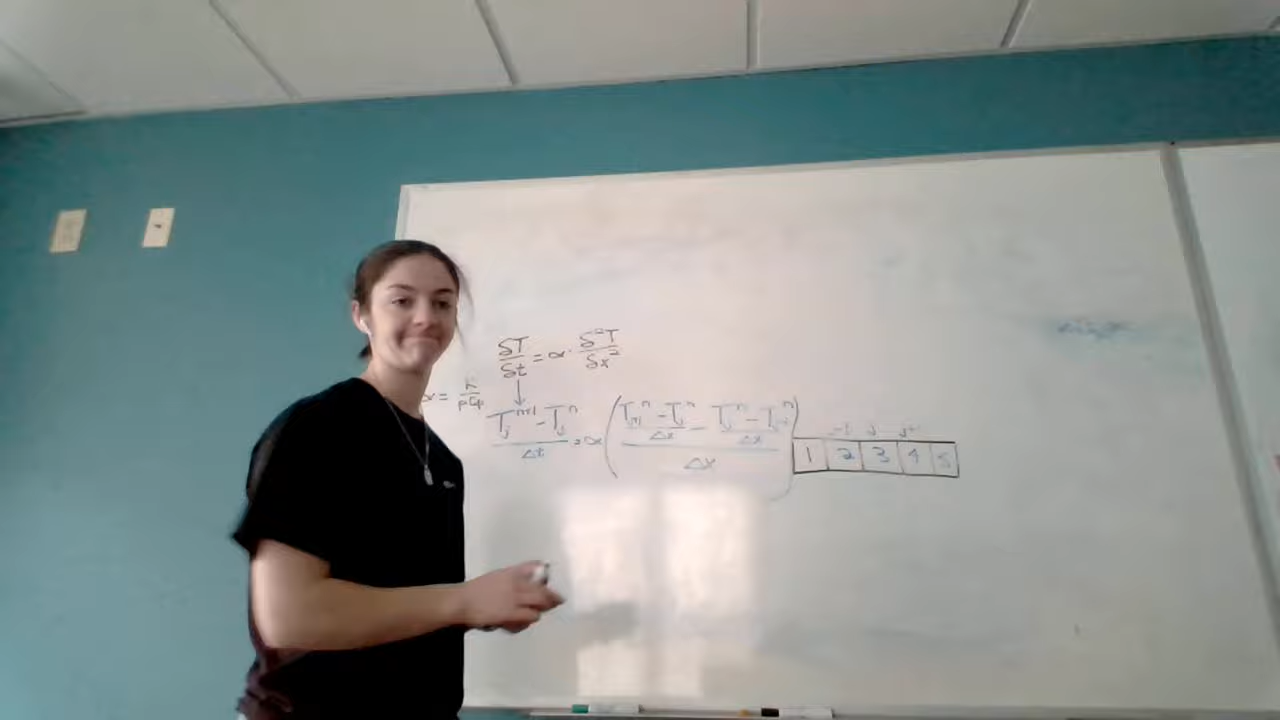 δT/δt = α · δ²T/δx²
α = k/ρCp
↓
(T_j^{n+1} - T_j^n)/Δt = α ( ((T_{j+1}^n - T_j^n)/Δx - (T_j^n - T_{j-1}^n)/Δx)/Δx )
j-1 j j+1
1 2 3 4 5